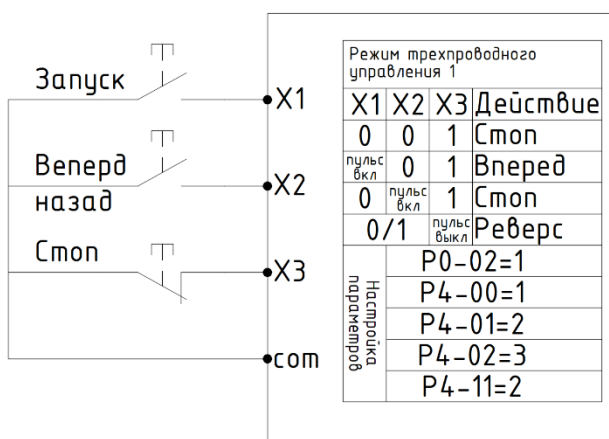 Запуск
X1
Веперд
назад
X2
Стоп
X3
com
Режим трехпроводного
управления 1
X1 X2 X3 Действие
0 0 1 Стоп
пульс вкл 0 1 Вперед
0 пульс вкл 1 Стоп
0/1 пульс выкл Реверс
Настройка
параметров
P0-02=1
P4-00=1
P4-01=2
P4-02=3
P4-11=2